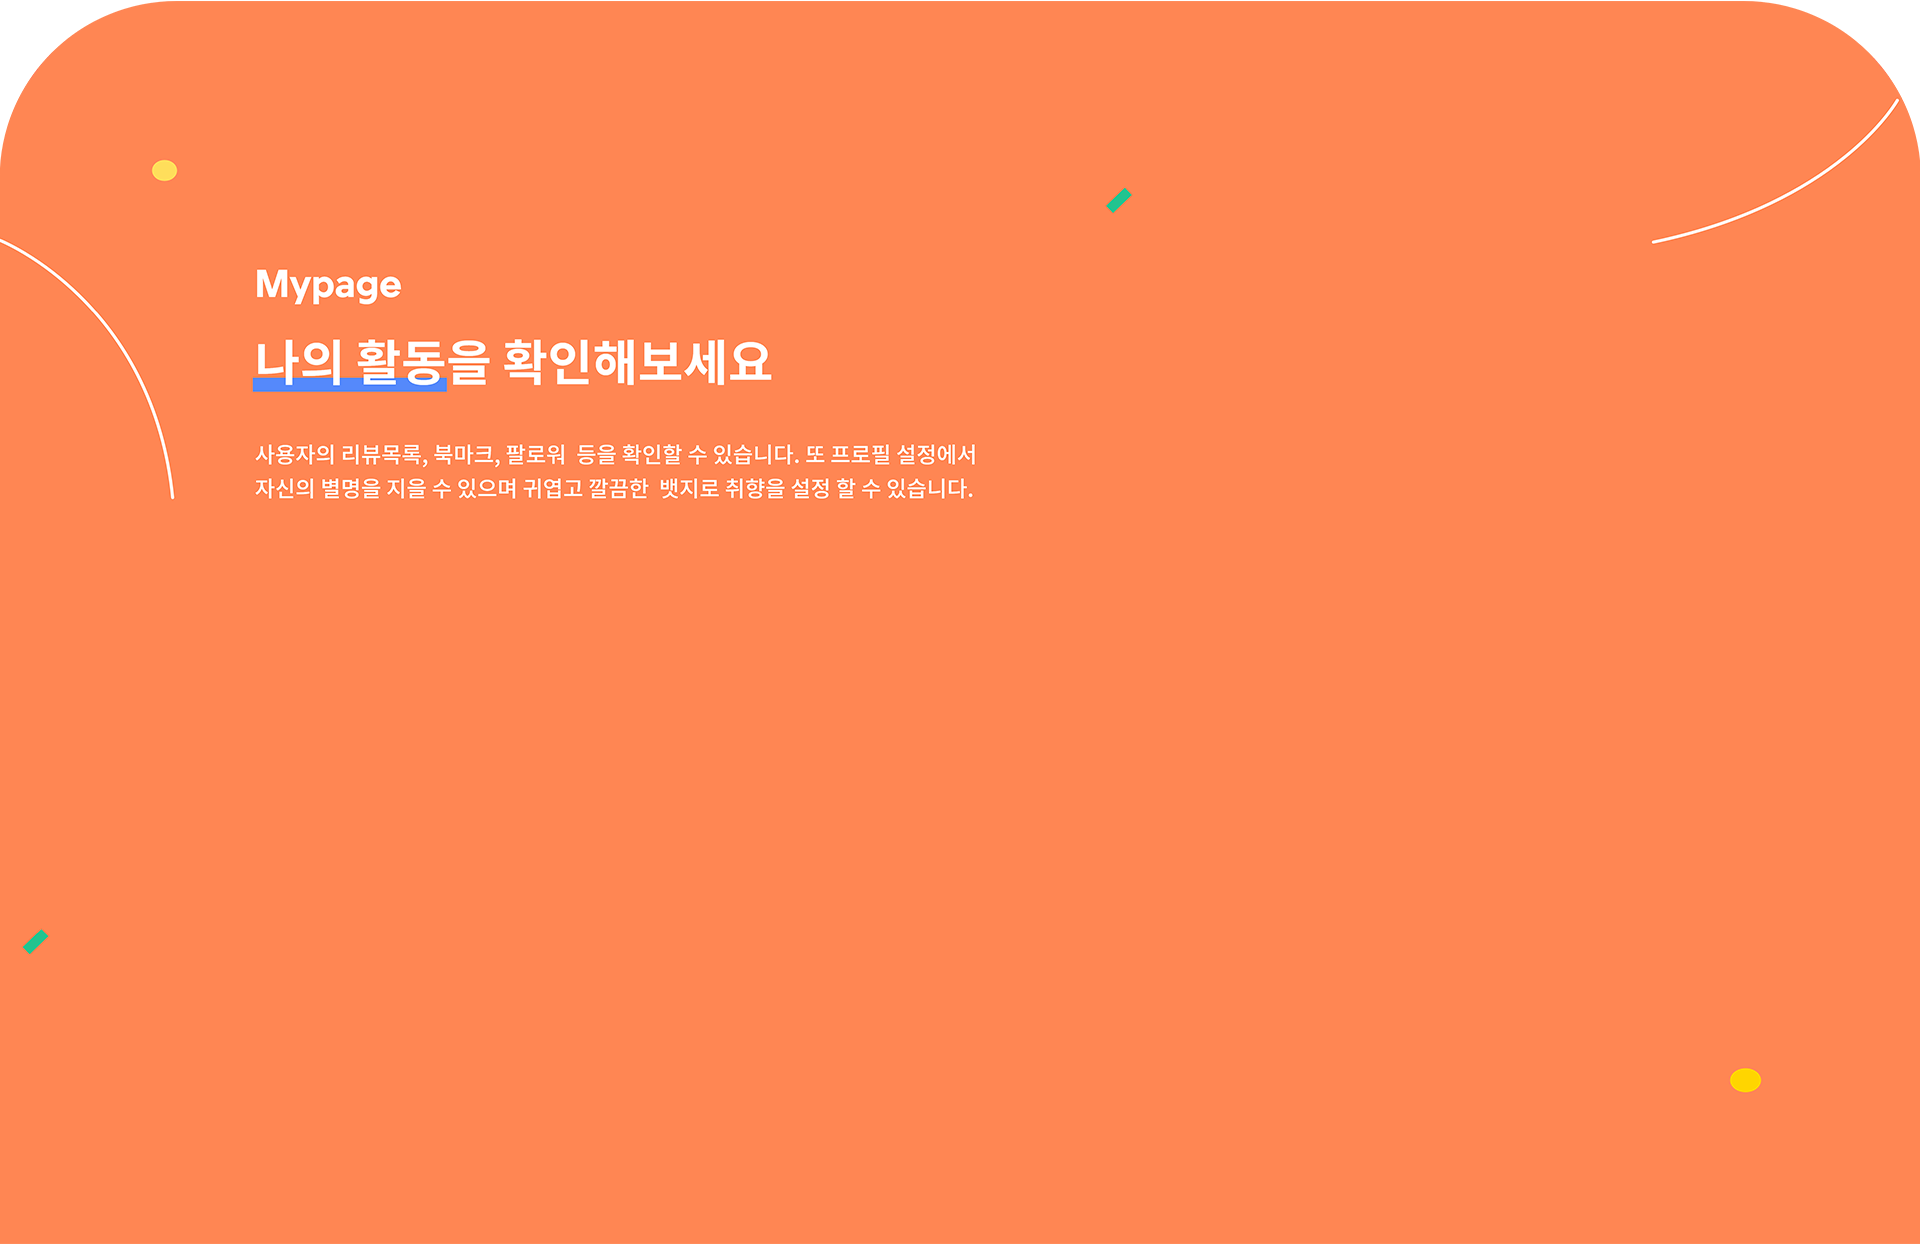 Mypage
나의 활동을 확인해보세요
사용자의 리뷰목록, 북마크, 팔로워  등을 확인할 수 있습니다. 또 프로필 설정에서
자신의 별명을 지을 수 있으며 귀엽고 깔끔한  뱃지로 취향을 설정 할 수 있습니다.